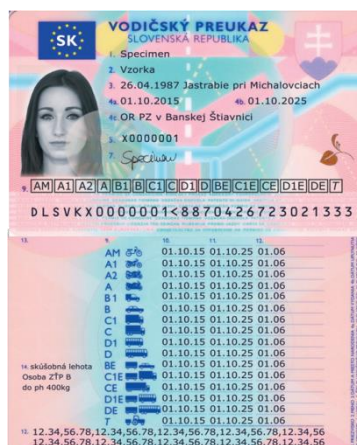 SK
VODIČSKÝ PREUKAZ
SLOVENSKÁ REPUBLIKA
1. Specimen
2. Vzorka
3. 26.04.1987 Jastrabie pri Michalovciach
4a. 01.10.2015 4b. 01.10.2025
4c. OR PZ v Banskej Štiavnici
5. X0000001
7. Specimen
9. AM A1 A2 A B1 B C1 C D1 D BE C1E CE D1E DE T
DLSVKX0000001<8870426723021333
13. 9. 10. 11. 12.
AM 01.10.15 01.10.25 01.06
A1 01.10.15 01.10.25 01.06
A2 01.10.15 01.10.25 01.06
A 01.10.15 01.10.25 01.06
B1 01.10.15 01.10.25 01.06
B 01.10.15 01.10.25 01.06
C1 01.10.15 01.10.25 01.06
C 01.10.15 01.10.25 01.06
D1 01.10.15 01.10.25 01.06
D 01.10.15 01.10.25 01.06
14. skúšobná lehota BE 01.10.15 01.10.25 01.06
Osoba ZŤP B C1E 01.10.15 01.10.25 01.06
do ph 400kg CE 01.10.15 01.10.25 01.06
D1E 01.10.15 01.10.25 01.06
DE 01.10.15 01.10.25 01.06
T 01.10.15 01.10.25 01.06
12. 12.34,56.78,12.34,56.78,12.34,56.78,12.34,56
12.34,56.78,12.34,56.78,12.34,56.78,12.34,56